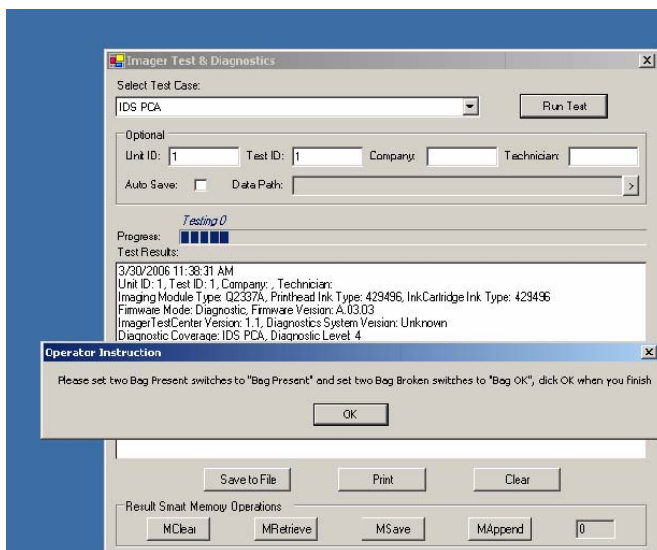 Imager Test & Diagnostics
Select Test Case:
IDS PCA
Run Test
Optional
Unit ID: 1 Test ID: 1 Company: Technician:
Auto Save: Data Path: >
Testing 0
Progress:
Test Results:
3/30/2006 11:38:31 AM
Unit ID: 1, Test ID: 1, Company: , Technician:
Imaging Module Type: Q2337A, Printhead Ink Type: 429496, InkCartridge Ink Type: 429496
Firmware Mode: Diagnostic, Firmware Version: A.03.03
ImagerTestCenter Version: 1.1, Diagnostics System Version: Unknown
Diagnostic Coverage: IDS PCA, Diagnostic Level 4
Operator Instruction
Please set two Bag Present switches to "Bag Present" and set two Bag Broken switches to "Bag OK", click OK when you finish
OK
Save to File Print Clear
Result Smart Memory Operations
MClear MRetrieve MSave MAppend 0